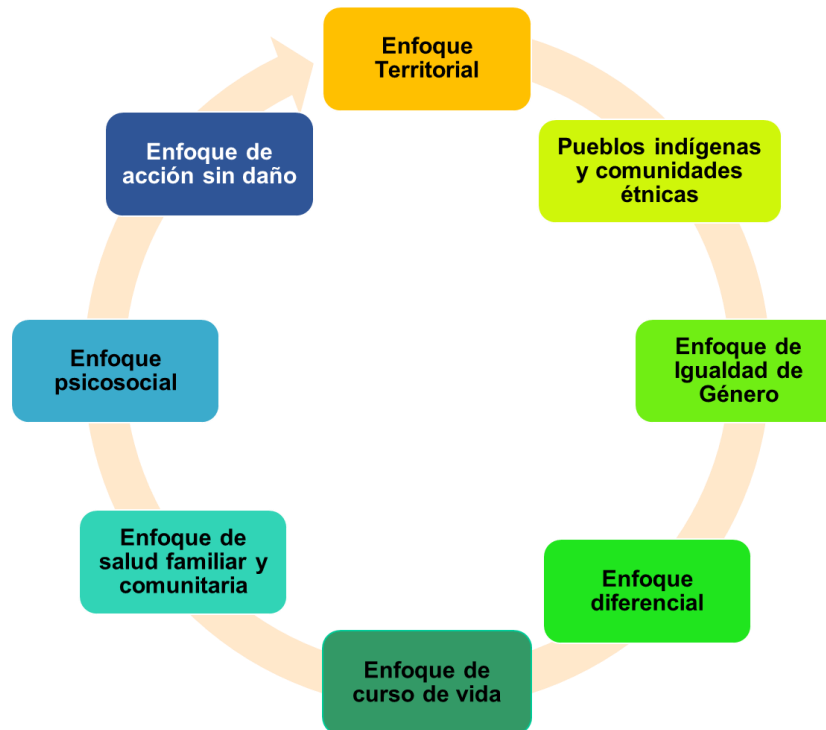 Enfoque
Territorial
Pueblos indígenas
y comunidades
étnicas
Enfoque de
Igualdad de
Género
Enfoque
diferencial
Enfoque de
curso de vida
Enfoque de
salud familiar y
comunitaria
Enfoque
psicosocial
Enfoque de
acción sin daño